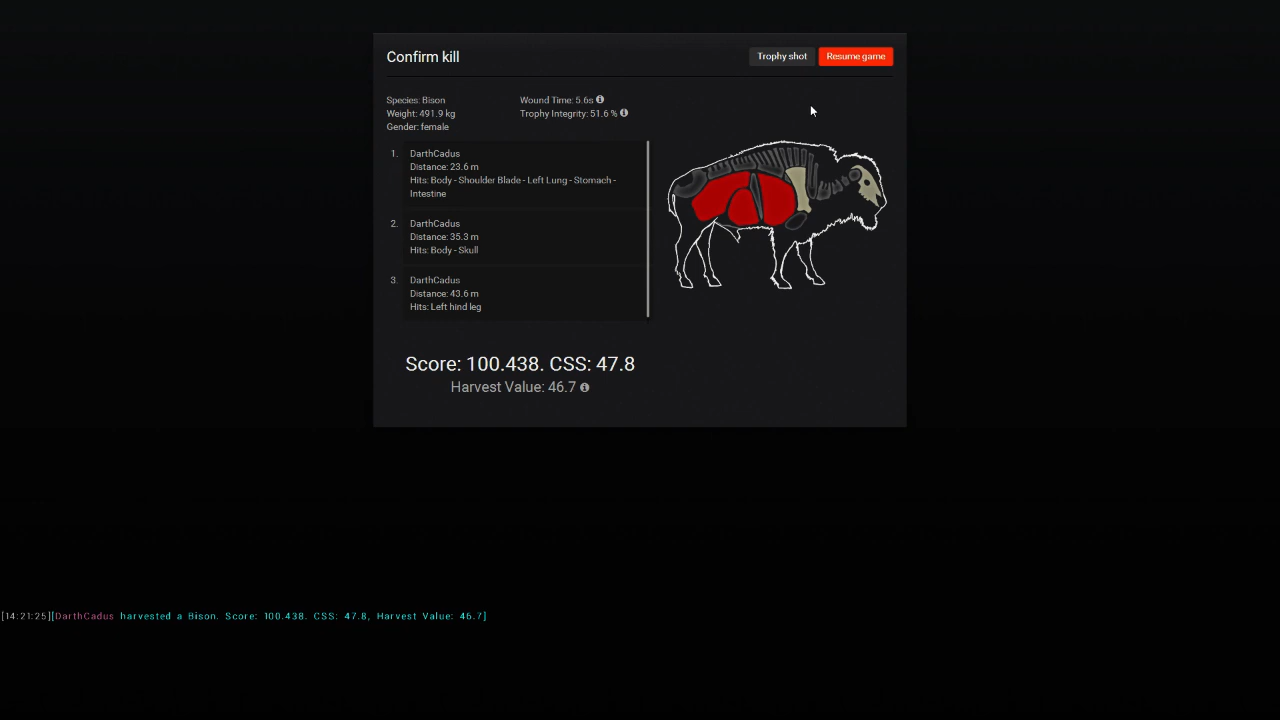 Confirm kill
Trophy shot
Resume game
Species: Bison
Weight: 491.9 kg
Gender: female
Wound Time: 5.6s
Trophy Integrity: 51.6 %
1. DarthCadus
Distance: 23.6 m
Hits: Body - Shoulder Blade - Left Lung - Stomach -
Intestine
2. DarthCadus
Distance: 35.3 m
Hits: Body - Skull
3. DarthCadus
Distance: 43.6 m
Hits: Left hind leg
Score: 100.438. CSS: 47.8
Harvest Value: 46.7
[14:21:25][DarthCadus harvested a Bison. Score: 100.438. CSS: 47.8, Harvest Value: 46.7]